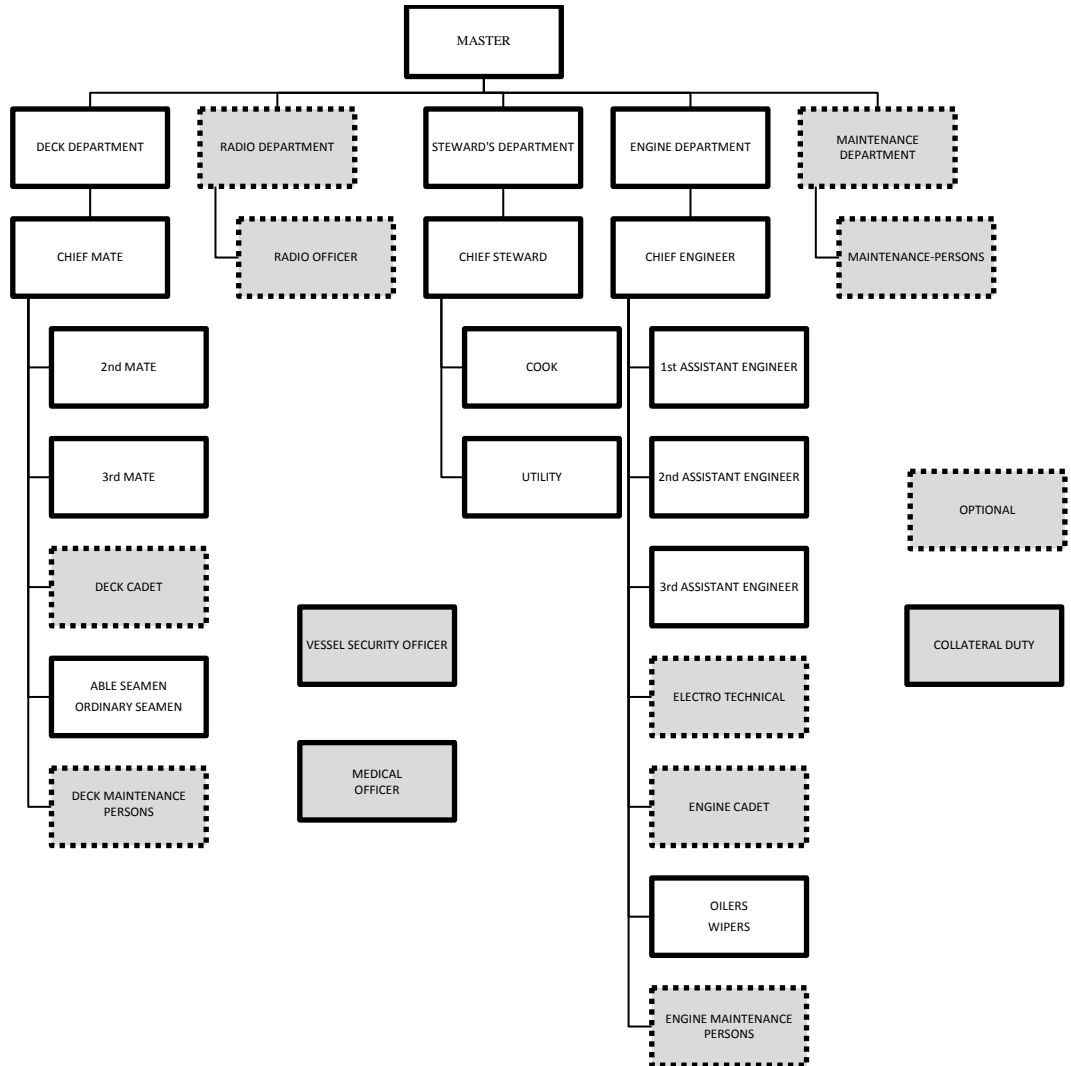 MASTER
DECK DEPARTMENT
RADIO DEPARTMENT
STEWARD'S DEPARTMENT
ENGINE DEPARTMENT
MAINTENANCE
DEPARTMENT
CHIEF MATE
RADIO OFFICER
CHIEF STEWARD
CHIEF ENGINEER
MAINTENANCE-PERSONS
2nd MATE
COOK
1st ASSISTANT ENGINEER
3rd MATE
UTILITY
2nd ASSISTANT ENGINEER
OPTIONAL
DECK CADET
3rd ASSISTANT ENGINEER
VESSEL SECURITY OFFICER
COLLATERAL DUTY
ABLE SEAMEN
ORDINARY SEAMEN
ELECTRO TECHNICAL
MEDICAL
OFFICER
DECK MAINTENANCE
PERSONS
ENGINE CADET
OILERS
WIPERS
ENGINE MAINTENANCE
PERSONS